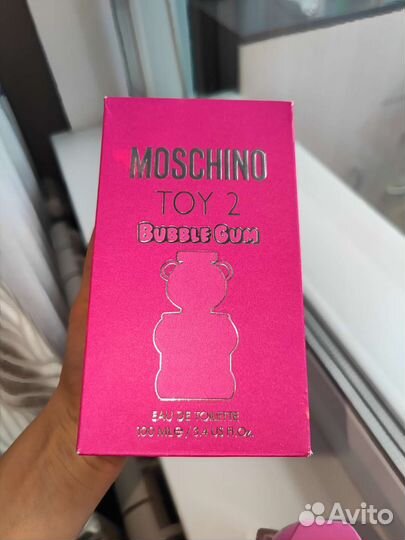 MOSCHINO
TOY 2
BUBBLE GUM
EAU DE TOILETTE
100 ML℮ / 3,4 US FL.Oz.
Avito